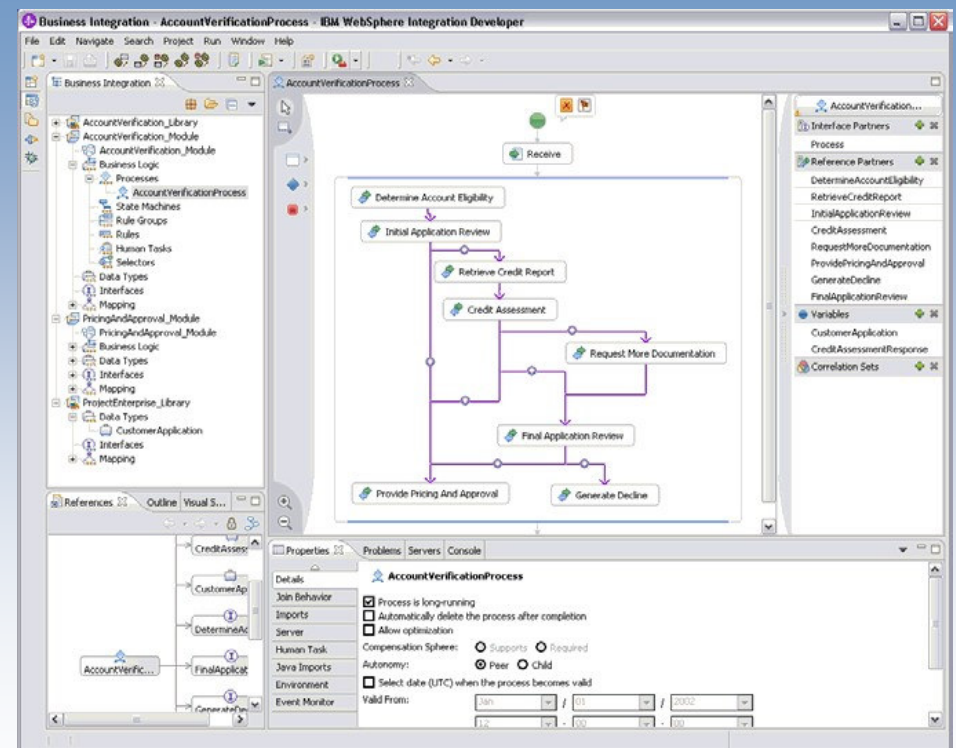 Business Integration - AccountVerificationProcess - IBM WebSphere Integration Developer
File Edit Navigate Search Project Run Window Help
Business Integration
AccountVerification_Library
AccountVerification_Module
AccountVerification_Module
Business Logic
Processes
AccountVerificationProcess
State Machines
Rule Groups
Rules
Human Tasks
Selectors
Data Types
Interfaces
Mapping
PricingAndApproval_Module
PricingAndApproval_Module
Business Logic
Data Types
Interfaces
Mapping
ProjectEnterprise_Library
Data Types
CustomerApplication
Interfaces
Mapping
AccountVerificationProcess
Receive
Determine Account Eligibility
Initial Application Review
Retrieve Credit Report
Credit Assessment
Request More Documentation
Final Application Review
Provide Pricing And Approval
Generate Decline
AccountVerification...
Interface Partners
Process
Reference Partners
DetermineAccountEligibility
RetrieveCreditReport
InitialApplicationReview
CreditAssessment
RequestMoreDocumentation
ProvidePricingAndApproval
GenerateDecline
FinalApplicationReview
Variables
CustomerApplication
CreditAssessmentResponse
Correlation Sets
References Outline Visual S...
CreditAssess
CustomerAp
DetermineAc
AccountVerific... FinalApplicat
GenerateDe
Properties Problems Servers Console
Details
Join Behavior
Imports
Server
Human Task
Java Imports
Environment
Event Monitor
AccountVerificationProcess
Process is long-running
Automatically delete the process after completion
Allow optimization
Compensation Sphere: Supports Required
Autonomy: Peer Child
Select date (UTC) when the process becomes valid
Valid From: Jan / 01 / 2002
12 - 00 - 00